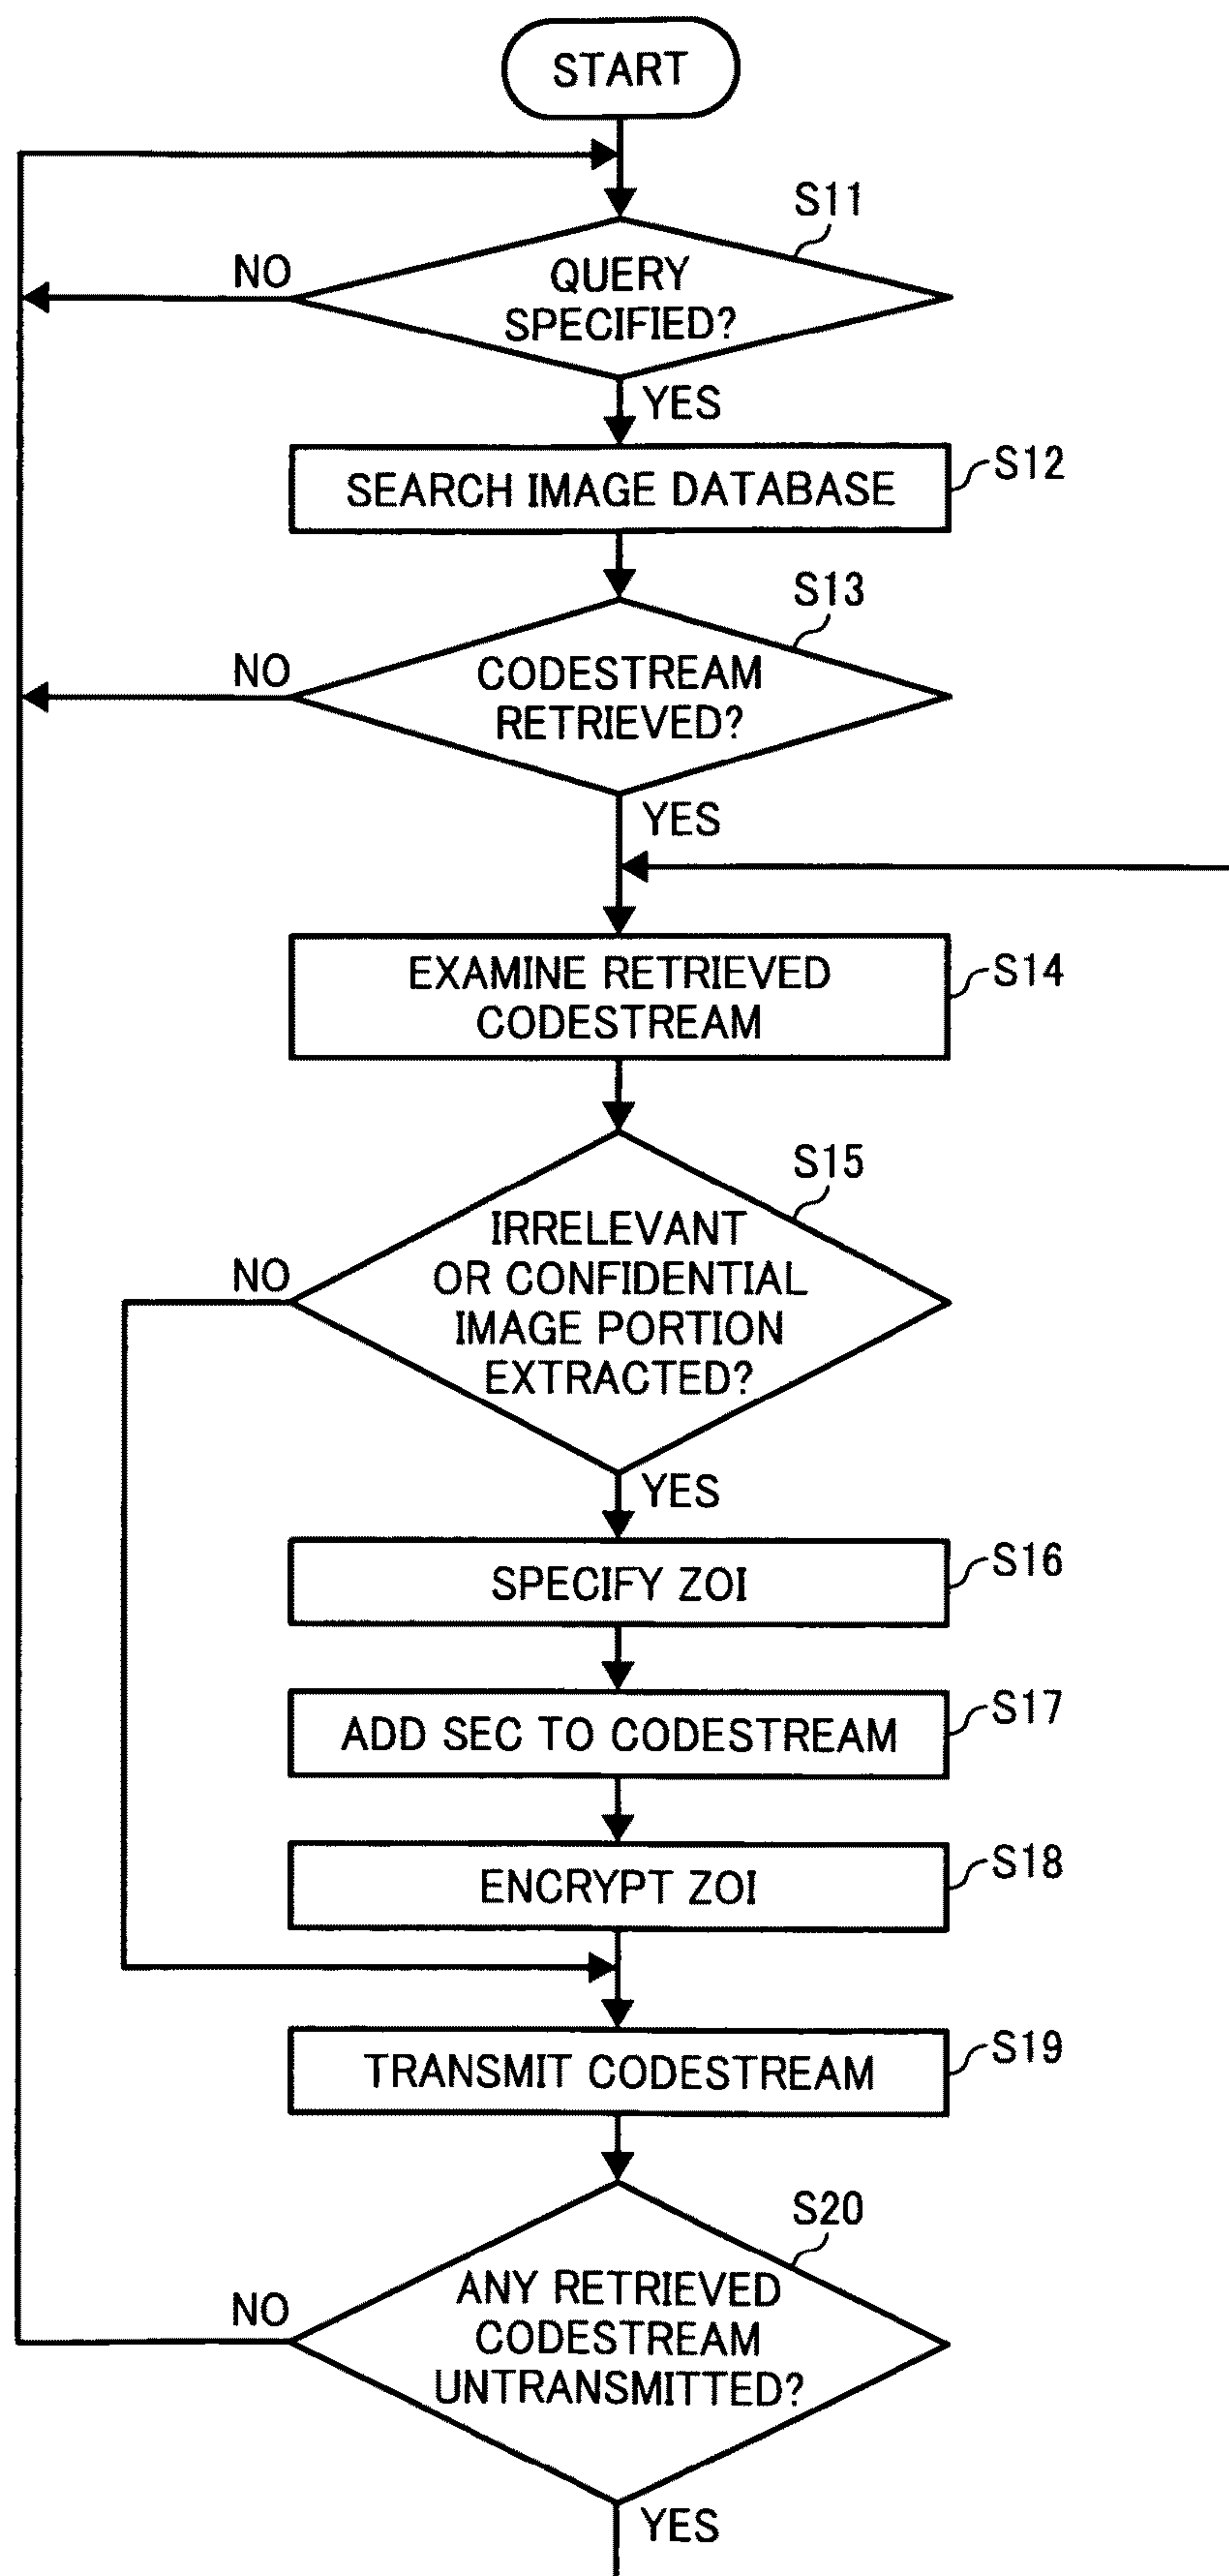 START
S11
NO
QUERY
SPECIFIED?
YES
SEARCH IMAGE DATABASE
S12
S13
NO
CODESTREAM
RETRIEVED?
YES
EXAMINE RETRIEVED
CODESTREAM
S14
S15
NO
IRRELEVANT
OR CONFIDENTIAL
IMAGE PORTION
EXTRACTED?
YES
SPECIFY ZOI
S16
ADD SEC TO CODESTREAM
S17
ENCRYPT ZOI
S18
TRANSMIT CODESTREAM
S19
S20
NO
ANY RETRIEVED
CODESTREAM
UNTRANSMITTED?
YES